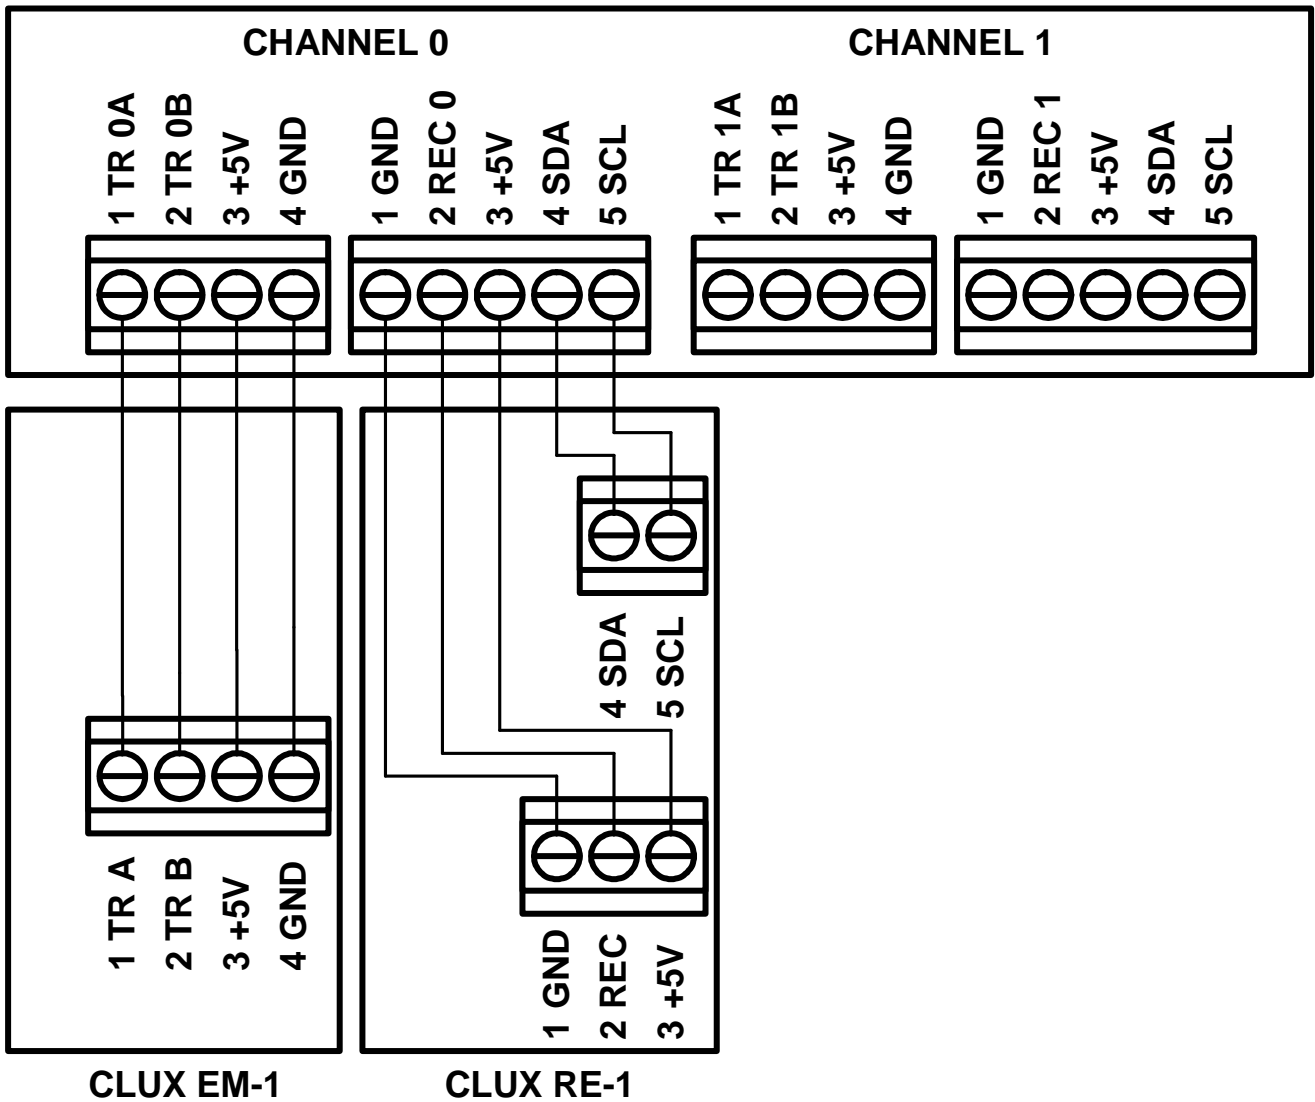 CHANNEL 0
CHANNEL 1
1 TR 0A
2 TR 0B
3 +5V
4 GND
1 GND
2 REC 0
3 +5V
4 SDA
5 SCL
1 TR 1A
2 TR 1B
3 +5V
4 GND
1 GND
2 REC 1
3 +5V
4 SDA
5 SCL
4 SDA
5 SCL
1 TR A
2 TR B
3 +5V
4 GND
1 GND
2 REC
3 +5V
CLUX EM-1
CLUX RE-1